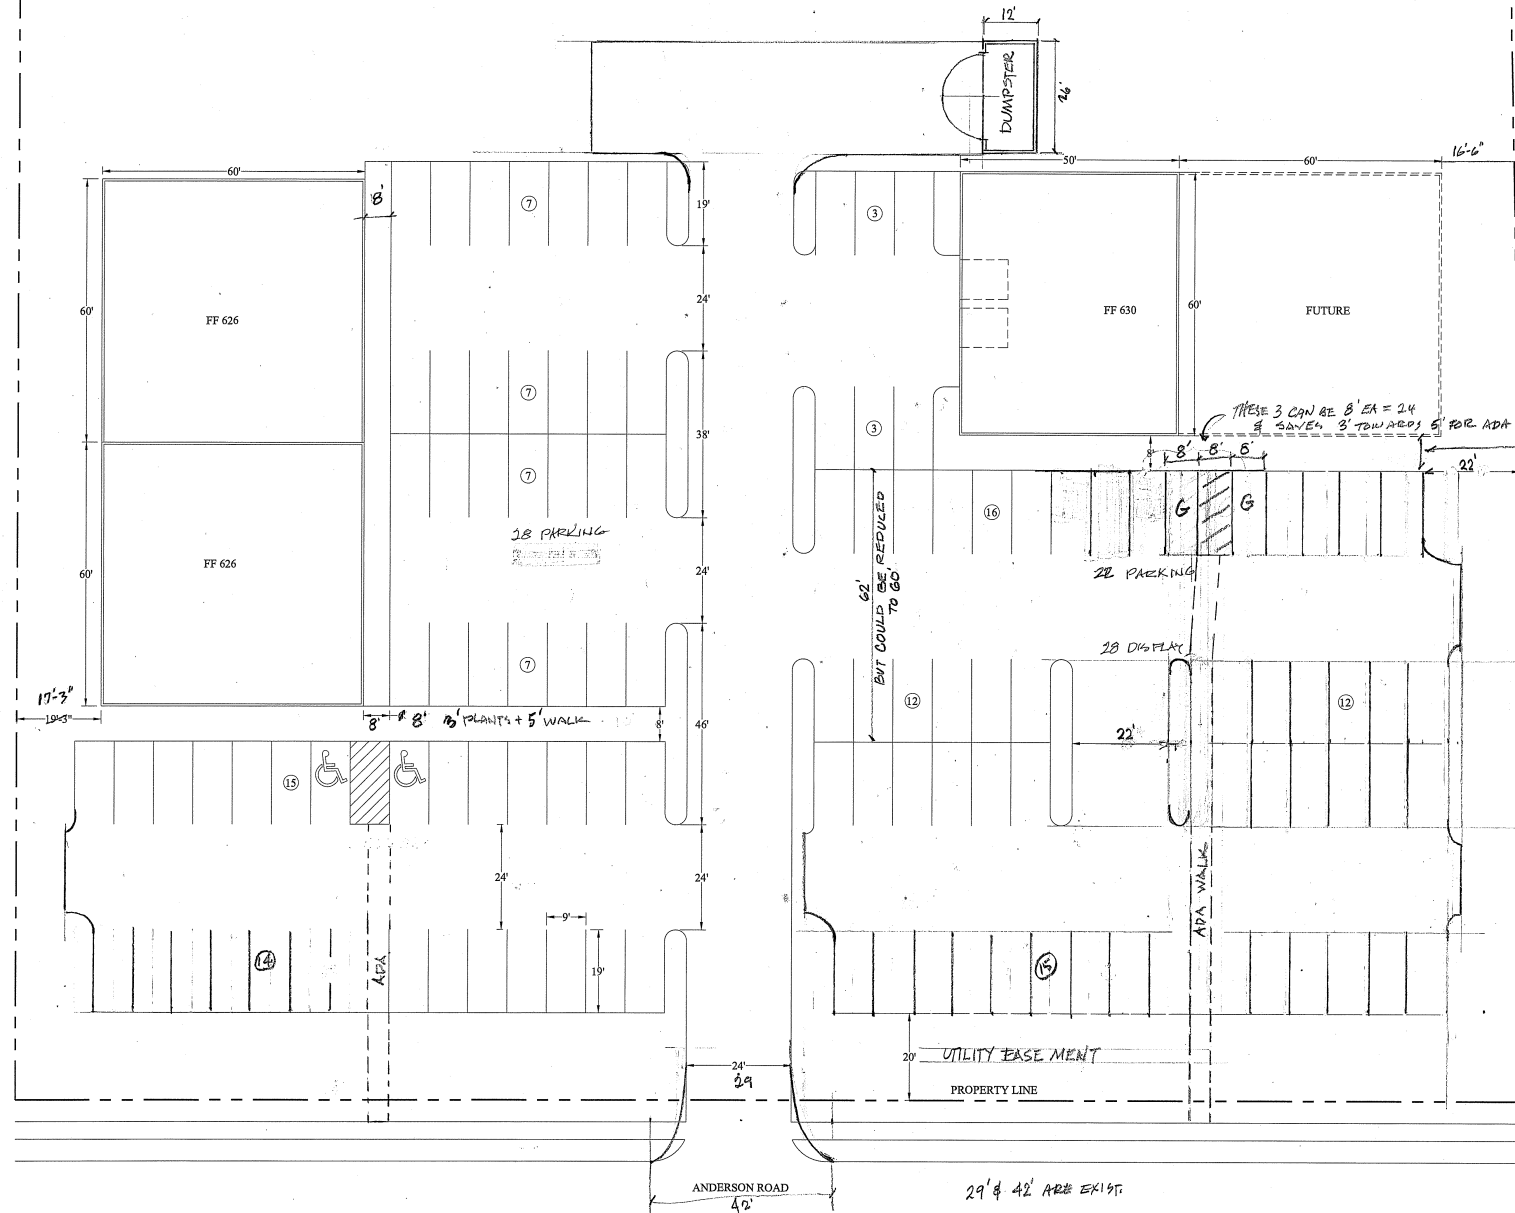 12'
DUMPSTER
26'
60'
8'
7
19'
3
50'
60'
16'-6"
60'
FF 626
24'
FF 630
60'
FUTURE
7
38'
3
THESE 3 CAN BE 8' EA = 24
& SAVES 3' TOWARDS 5' FOR ADA
8'
8'
8'
8'
22'
7
16
G
G
28 PARKING
FF 626
60'
24'
62'
BUT COULD BE REDUCED
TO 60'
22 PARKING
28 DISPLAY
7
17'-3"
19'-3"
8'
8' 3' PLANTS + 5' WALK
8'
46'
12
12
22'
15
24'
24'
ADA WALK
9'
14
ADA
19'
15
20'
UTILITY EASEMENT
24'
29
PROPERTY LINE
ANDERSON ROAD
42'
29' & 42' ARE EXIST.